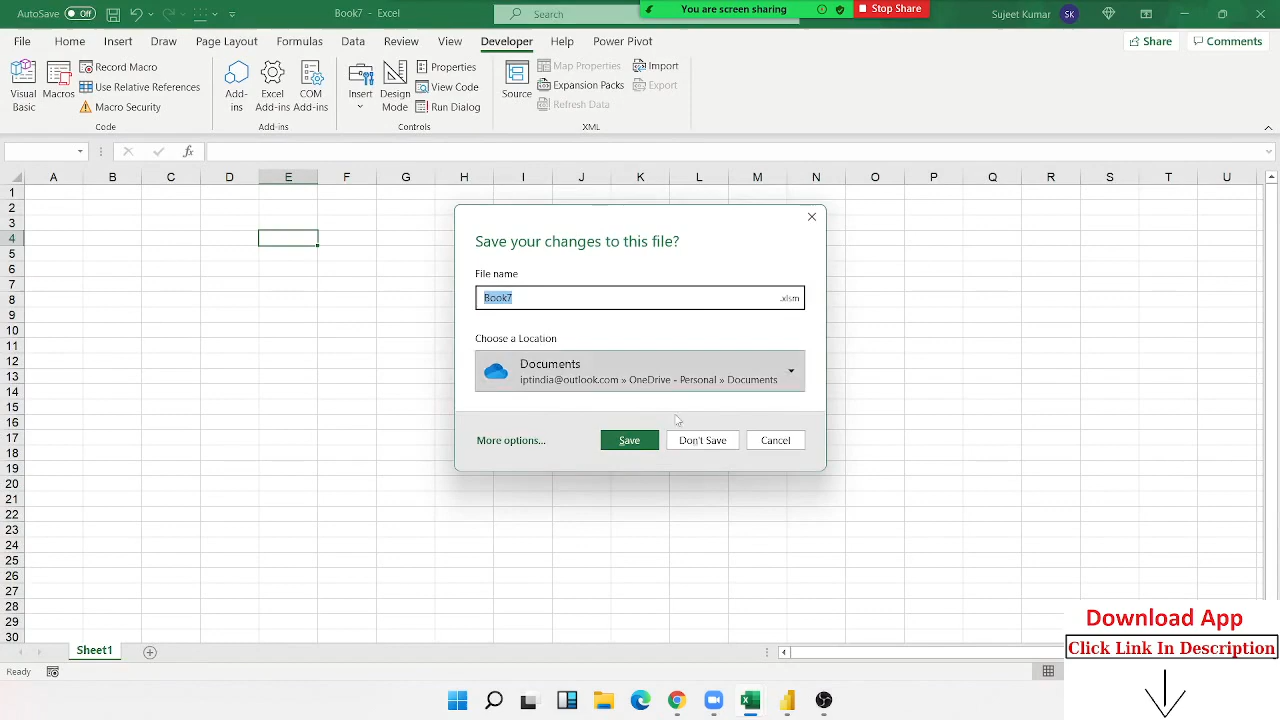 AutoSave Off Book7 - Excel Search You are screen sharing Stop Share Sujeet Kumar SK
File Home Insert Draw Page Layout Formulas Data Review View Developer Help Power Pivot Share Comments
Visual Basic
Macros
Record Macro
Use Relative References
Macro Security
Code
Add-ins
Excel Add-ins
COM Add-ins
Add-ins
Insert
Design Mode
Properties
View Code
Run Dialog
Controls
Source
Map Properties
Expansion Packs
Refresh Data
Import
Export
XML
fx
A B C D E F G H I J K L M N O P Q R S T U
1
2
3
4
5
6
7
8
9
10
11
12
13
14
15
16
17
18
19
20
21
22
23
24
25
26
27
28
29
30
Save your changes to this file?
File name
Book7 .xlsm
Choose a Location
Documents
iptindia@outlook.com » OneDrive - Personal » Documents
More options... Save Don't Save Cancel
Sheet1
Ready
Download App
Click Link In Description